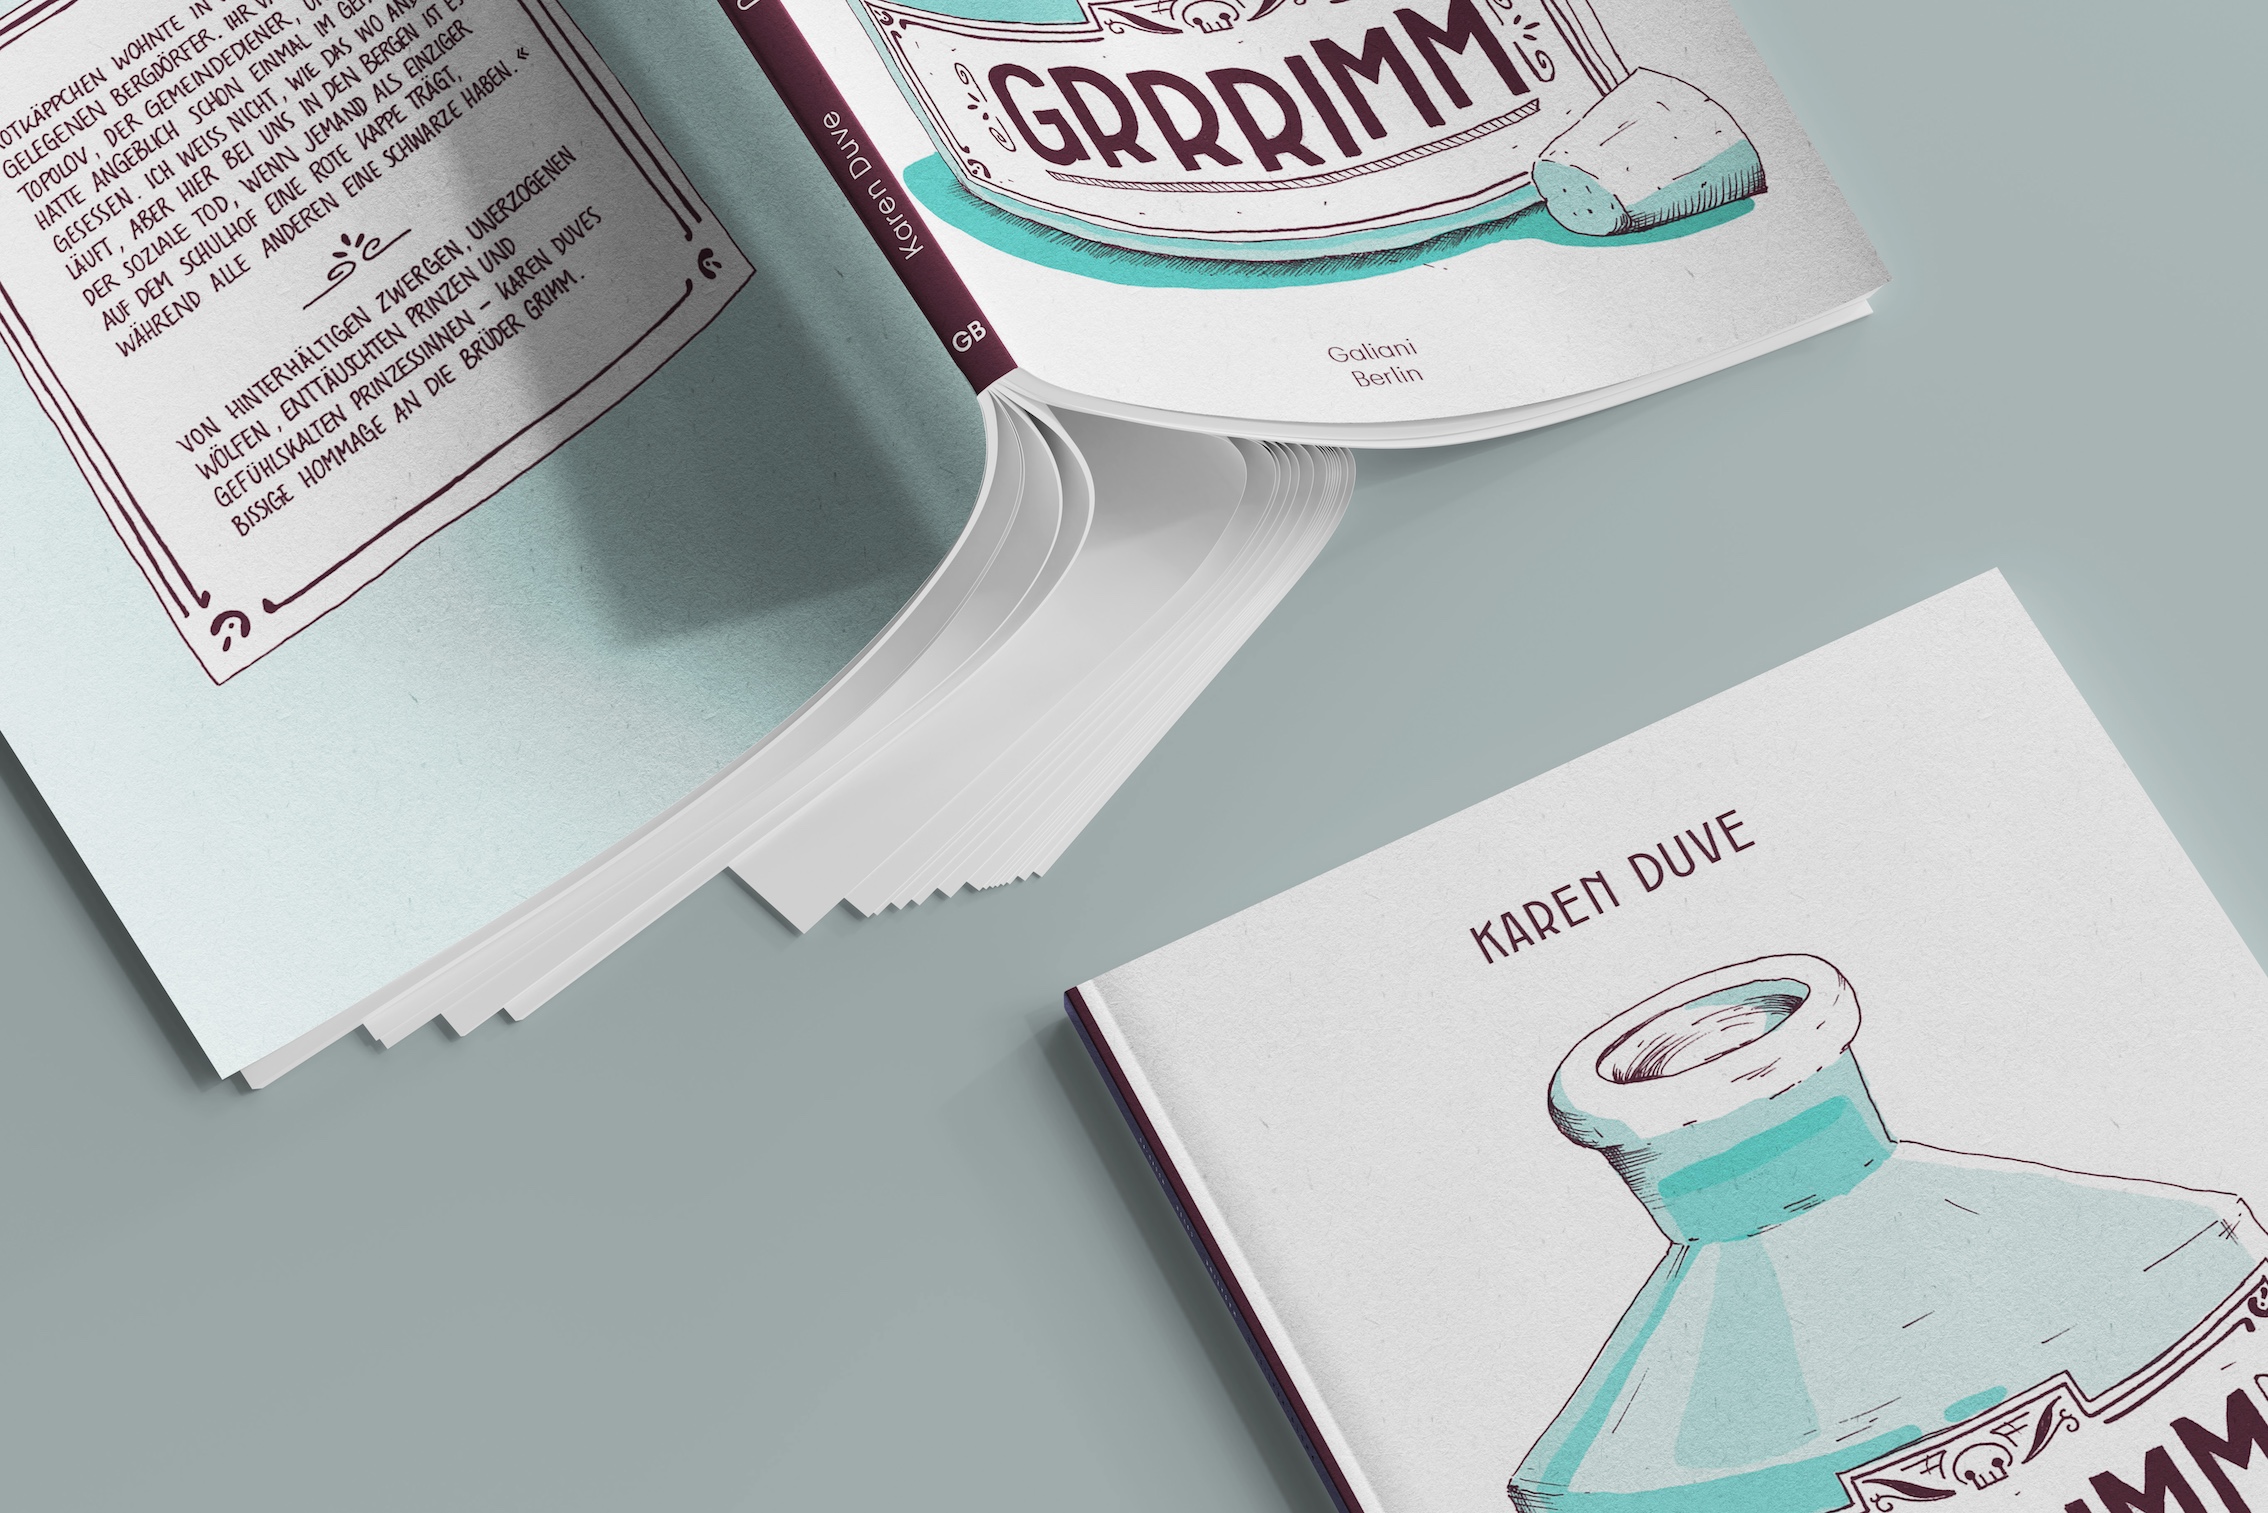 WOHNTE IN
GELEGENEN BERGDÖRFER. IHR
TOPOLOV, DER GEMEINDEDIENER,
HATTE ANGEBLICH SCHON EINMAL IM
GESESSEN. ICH WEISS NICHT, WIE DAS WO
LÄUFT, ABER HIER BEI UNS IN DEN BERGEN IST ES
DER SOZIALE TOD, WENN JEMAND ALS EINZIGER
AUF DEM SCHULHOF EINE ROTE KAPPE TRÄGT,
WÄHREND ALLE ANDEREN EINE SCHWARZE HABEN.«
VON HINTERHÄLTIGEN ZWERGEN, UNERZOGENEN
WÖLFEN, ENTTÄUSCHTEN PRINZEN UND
GEFÜHLSKALTEN PRINZESSINNEN – KAREN DUVES
BISSIGE HOMMAGE AN DIE BRÜDER GRIMM.
Karen Duve
GB
GRRRIMM
Galiani
Berlin
KAREN DUVE